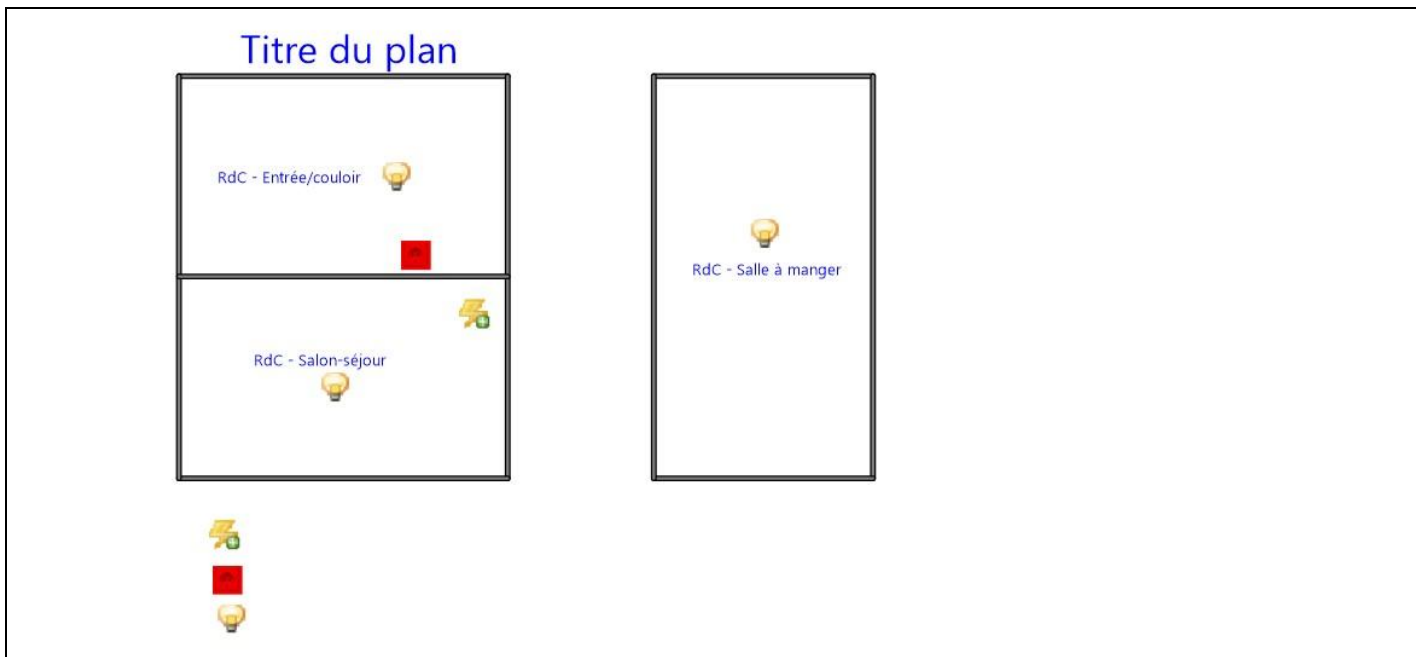 Titre du plan
RdC - Entrée/couloir
RdC - Salle à manger
RdC - Salon-séjour